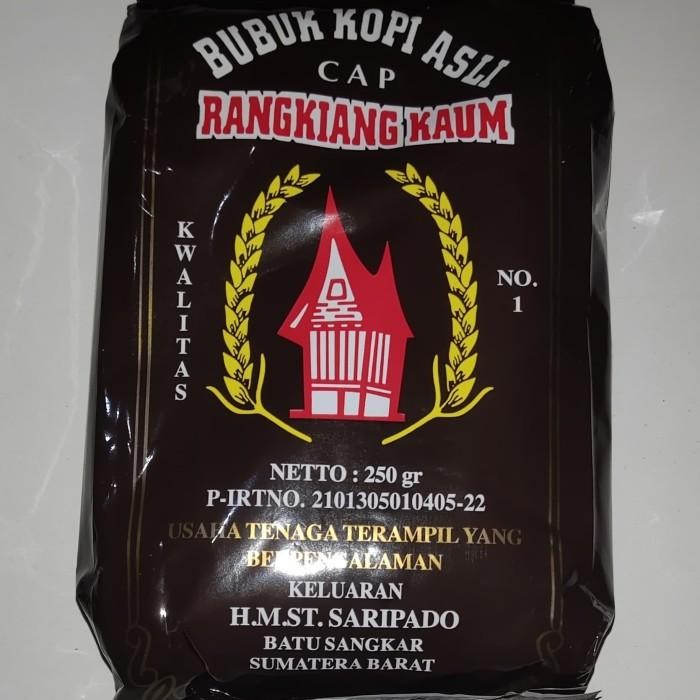 BUBUK KOPI ASLI
CAP
RANGKIANG KAUM
KWALITAS
NO.
1
NETTO : 250 gr
P-IRTNO. 2101305010405-22
USAHA TENAGA TERAMPIL YANG
BERPENGALAMAN
KELUARAN
H.M.ST. SARIPADO
BATU SANGKAR
SUMATERA BARAT